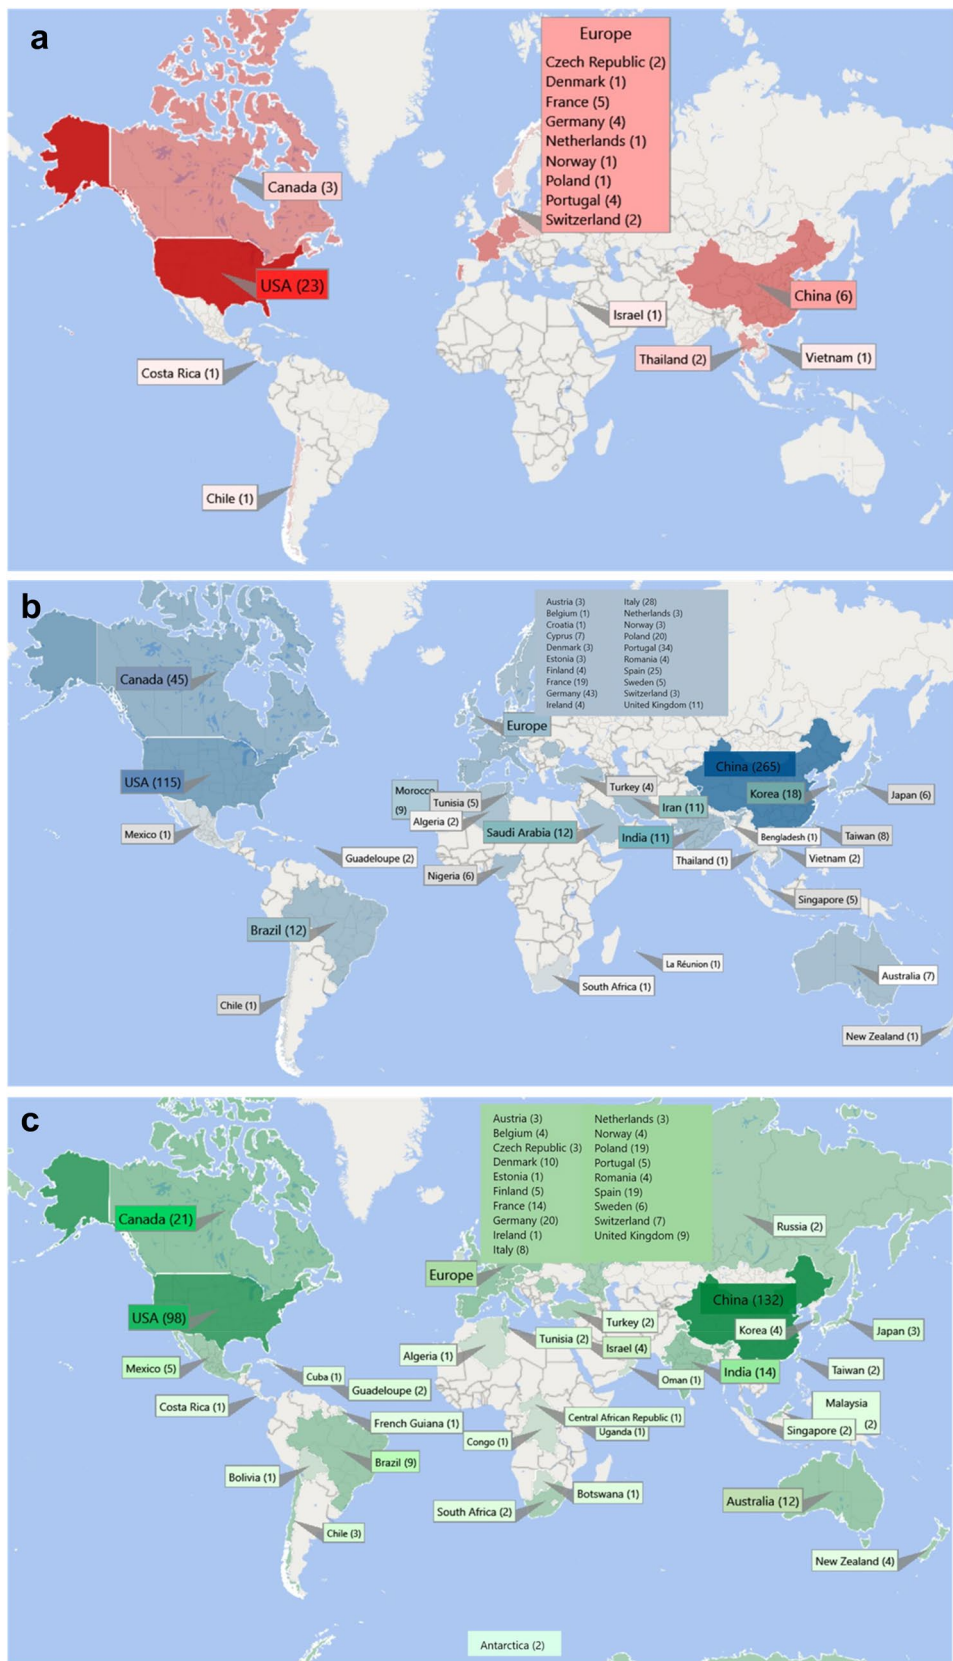 a
Europe
Czech Republic (2)
Denmark (1)
France (5)
Germany (4)
Netherlands (1)
Norway (1)
Poland (1)
Portugal (4)
Switzerland (2)
Canada (3)
USA (23)
China (6)
Israel (1)
Thailand (2)
Vietnam (1)
Costa Rica (1)
Chile (1)
b
Austria (3)
Belgium (1)
Croatia (1)
Cyprus (7)
Denmark (3)
Estonia (3)
Finland (4)
France (19)
Germany (43)
Ireland (4)
Italy (28)
Netherlands (3)
Norway (3)
Poland (20)
Portugal (34)
Romania (4)
Spain (25)
Sweden (5)
Switzerland (3)
United Kingdom (11)
Canada (45)
Europe
China (265)
USA (115)
Turkey (4)
Korea (18)
Japan (6)
Morocco
(9)
Tunisia (5)
Iran (11)
Algeria (2)
Mexico (1)
Saudi Arabia (12)
India (11)
Bangladesh (1)
Taiwan (8)
Guadeloupe (2)
Thailand (1)
Vietnam (2)
Nigeria (6)
Singapore (5)
Brazil (12)
La Réunion (1)
Australia (7)
South Africa (1)
Chile (1)
New Zealand (1)
c
Austria (3)
Belgium (4)
Czech Republic (3)
Denmark (10)
Estonia (1)
Finland (5)
France (14)
Germany (20)
Ireland (1)
Italy (8)
Netherlands (3)
Norway (4)
Poland (19)
Portugal (5)
Romania (4)
Spain (19)
Sweden (6)
Switzerland (7)
United Kingdom (9)
Canada (21)
Russia (2)
Europe
China (132)
USA (98)
Turkey (2)
Korea (4)
Japan (3)
Tunisia (2)
Algeria (1)
Israel (4)
Mexico (5)
Cuba (1)
Oman (1)
India (14)
Taiwan (2)
Guadeloupe (2)
Costa Rica (1)
Malaysia
(2)
French Guiana (1)
Central African Republic (1)
Singapore (2)
Congo (1)
Uganda (1)
Brazil (9)
Bolivia (1)
Botswana (1)
Australia (12)
South Africa (2)
Chile (3)
New Zealand (4)
Antarctica (2)